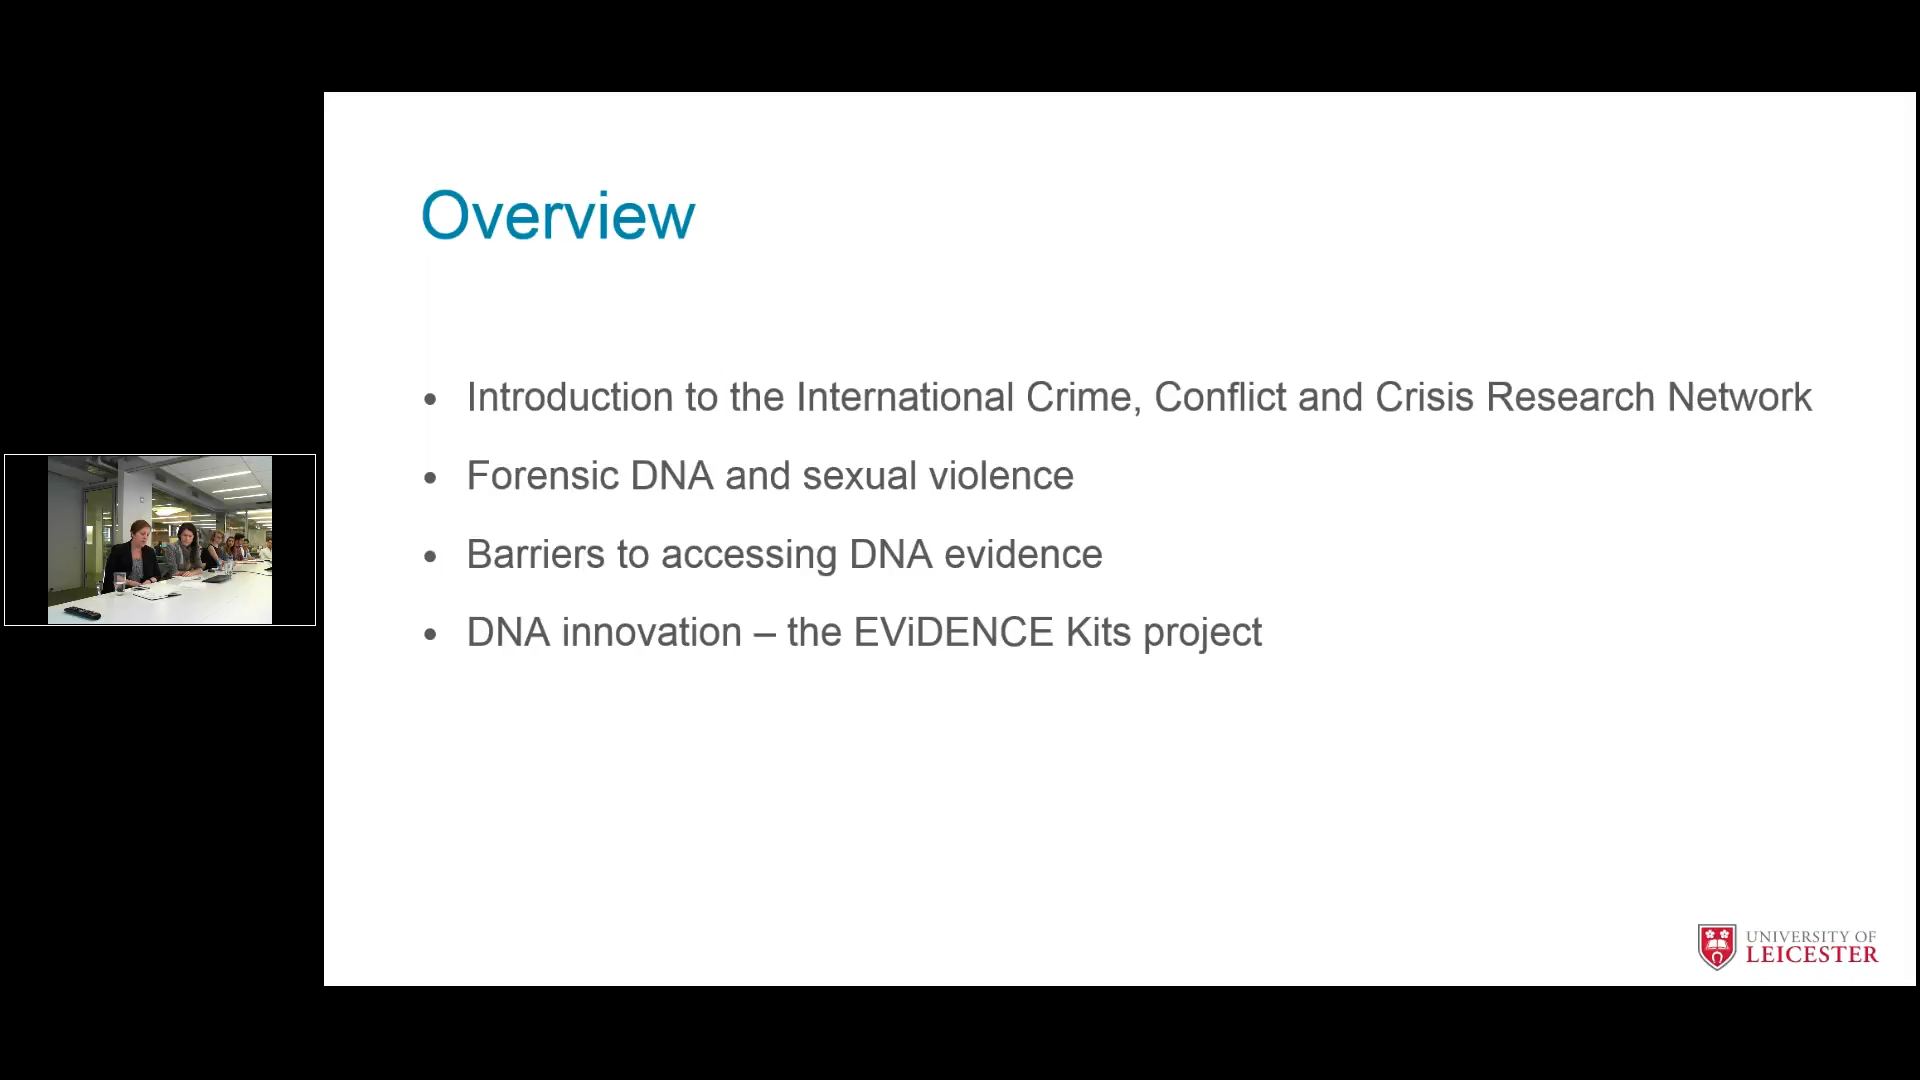 Overview
• Introduction to the International Crime, Conflict and Crisis Research Network
• Forensic DNA and sexual violence
• Barriers to accessing DNA evidence
• DNA innovation – the EViDENCE Kits project
UNIVERSITY OF
LEICESTER